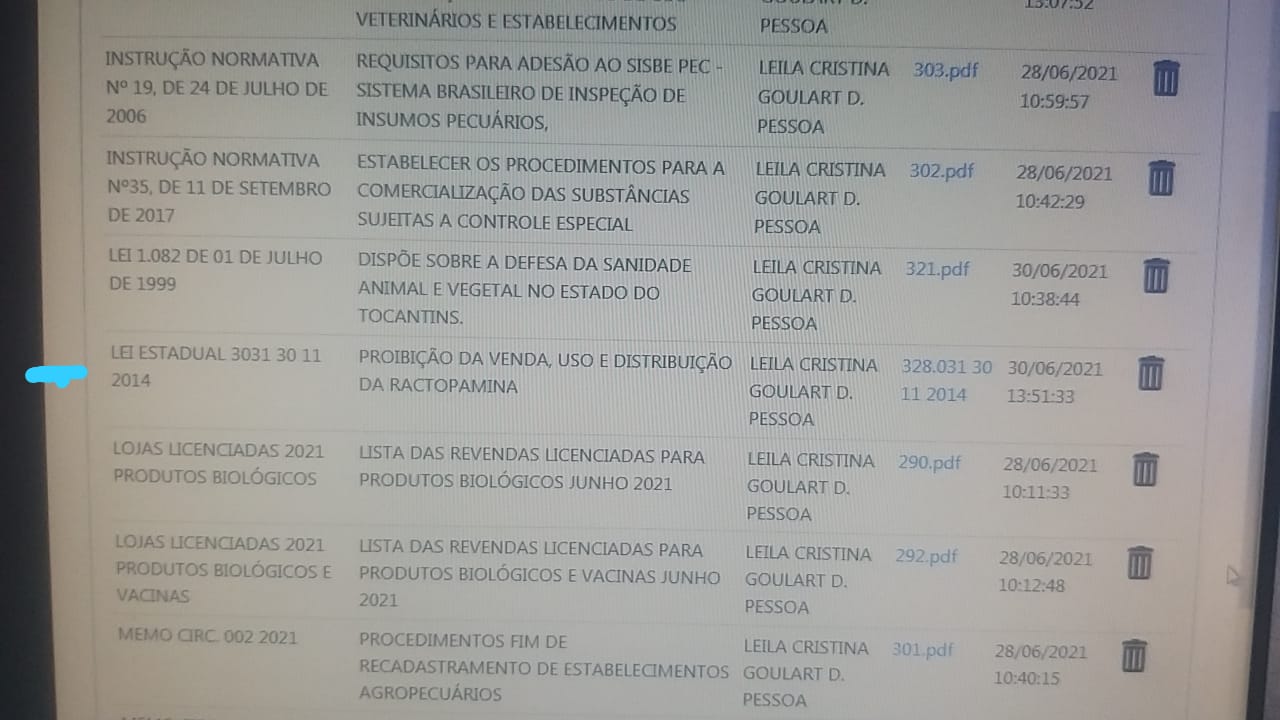 VETERINÁRIOS E ESTABELECIMENTOS
PESSOA
13:07:52
INSTRUÇÃO NORMATIVA
Nº 19, DE 24 DE JULHO DE
2006
REQUISITOS PARA ADESÃO AO SISBE PEC -
SISTEMA BRASILEIRO DE INSPEÇÃO DE
INSUMOS PECUÁRIOS,
LEILA CRISTINA
GOULART D.
PESSOA
303.pdf
28/06/2021
10:59:57
INSTRUÇÃO NORMATIVA
Nº35, DE 11 DE SETEMBRO
DE 2017
ESTABELECER OS PROCEDIMENTOS PARA A
COMERCIALIZAÇÃO DAS SUBSTÂNCIAS
SUJEITAS A CONTROLE ESPECIAL
LEILA CRISTINA
GOULART D.
PESSOA
302.pdf
28/06/2021
10:42:29
LEI 1.082 DE 01 DE JULHO
DE 1999
DISPÕE SOBRE A DEFESA DA SANIDADE
ANIMAL E VEGETAL NO ESTADO DO
TOCANTINS.
LEILA CRISTINA
GOULART D.
PESSOA
321.pdf
30/06/2021
10:38:44
LEI ESTADUAL 3031 30 11
2014
PROIBIÇÃO DA VENDA, USO E DISTRIBUIÇÃO
DA RACTOPAMINA
LEILA CRISTINA
GOULART D.
PESSOA
328.031 30
11 2014
30/06/2021
13:51:33
LOJAS LICENCIADAS 2021
PRODUTOS BIOLÓGICOS
LISTA DAS REVENDAS LICENCIADAS PARA
PRODUTOS BIOLÓGICOS JUNHO 2021
LEILA CRISTINA
GOULART D.
PESSOA
290.pdf
28/06/2021
10:11:33
LOJAS LICENCIADAS 2021
PRODUTOS BIOLÓGICOS E
VACINAS
LISTA DAS REVENDAS LICENCIADAS PARA
PRODUTOS BIOLÓGICOS E VACINAS JUNHO
2021
LEILA CRISTINA
GOULART D.
PESSOA
292.pdf
28/06/2021
10:12:48
MEMO CIRC. 002 2021
PROCEDIMENTOS FIM DE
RECADASTRAMENTO DE ESTABELECIMENTOS
AGROPECUÁRIOS
LEILA CRISTINA
GOULART D.
PESSOA
301.pdf
28/06/2021
10:40:15